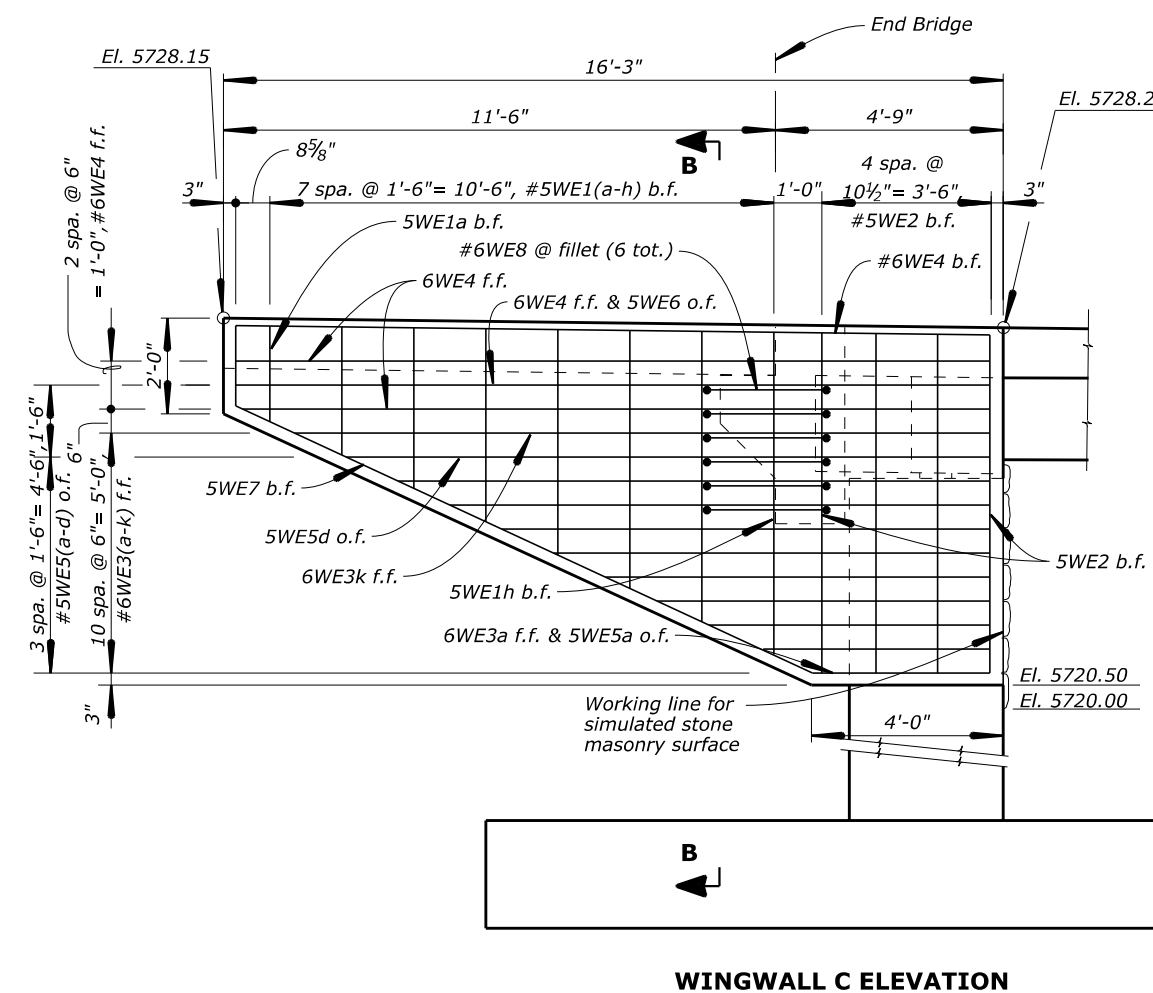 End Bridge
El. 5728.15
16'-3"
El. 5728.2
11'-6"
4'-9"
B
8⅝"
4 spa. @
10½"= 3'-6",
#5WE2 b.f.
3"
7 spa. @ 1'-6"= 10'-6", #5WE1(a-h) b.f.
1'-0"
3"
2 spa. @ 6"
= 1'-0",#6WE4 f.f.
5WE1a b.f.
#6WE8 @ fillet (6 tot.)
#6WE4 b.f.
6WE4 f.f.
6WE4 f.f. & 5WE6 o.f.
2'-0"
3 spa. @ 1'-6"= 4'-6",1'-6"
#5WE5(a-d) o.f.
6"
10 spa. @ 6"= 5'-0",
#6WE3(a-k) f.f.
3"
5WE7 b.f.
5WE5d o.f.
6WE3k f.f.
5WE1h b.f.
5WE2 b.f.
6WE3a f.f. & 5WE5a o.f.
El. 5720.50
El. 5720.00
Working line for
simulated stone
masonry surface
4'-0"
B
WINGWALL C ELEVATION